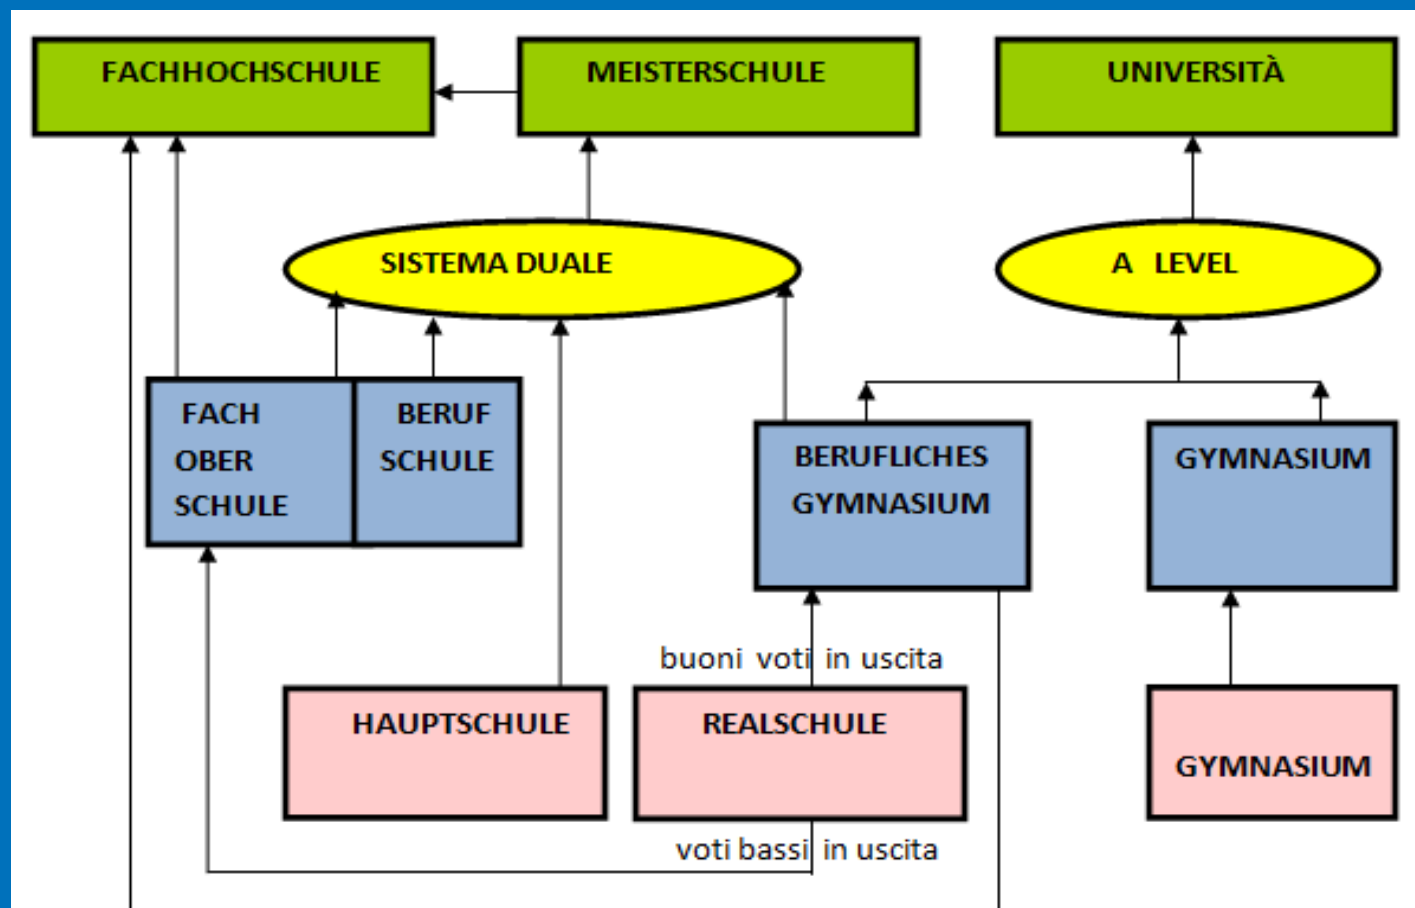 FACHHOCHSCHULE
MEISTERSCHULE
UNIVERSITÀ
SISTEMA DUALE
A LEVEL
FACH
OBER
SCHULE
BERUF
SCHULE
BERUFLICHES
GYMNASIUM
GYMNASIUM
buoni voti in uscita
HAUPTSCHULE
REALSCHULE
GYMNASIUM
voti bassi in uscita